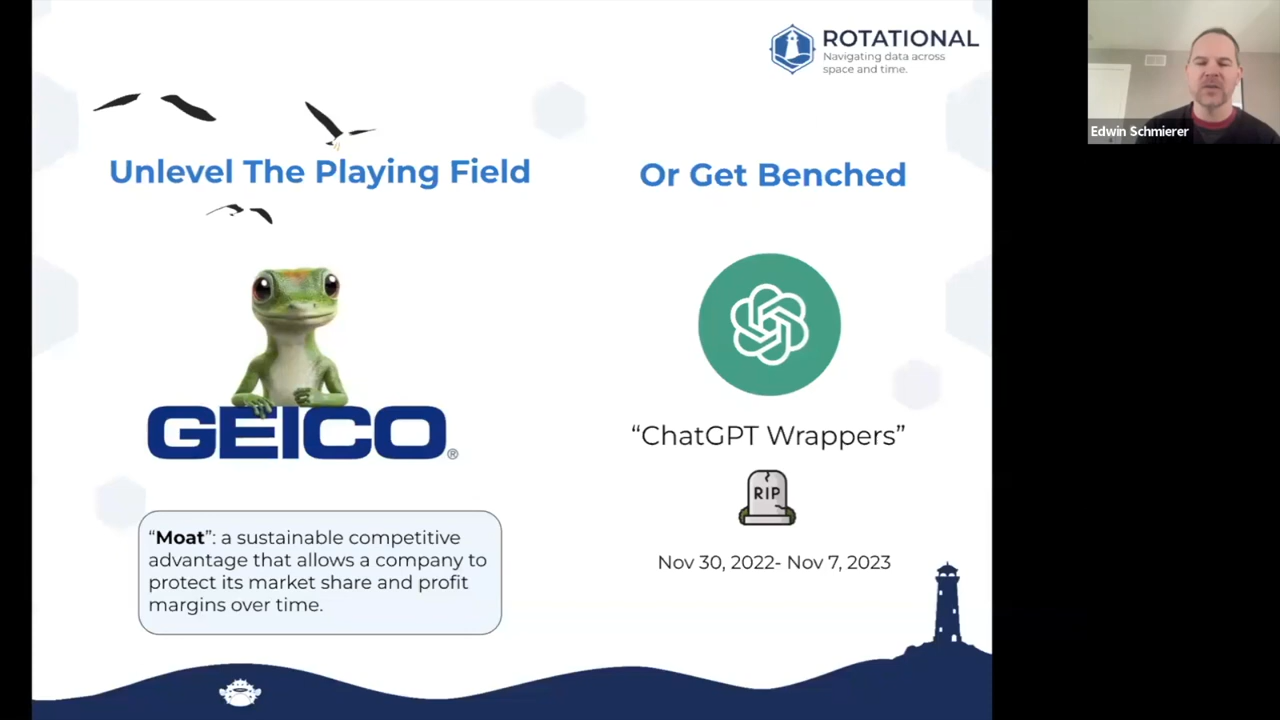 ROTATIONAL
Navigating data across
space and time.
Edwin Schmierer
Unlevel The Playing Field
Or Get Benched
GEICO®
“ChatGPT Wrappers”
RIP
Nov 30, 2022- Nov 7, 2023
“Moat”: a sustainable competitive
advantage that allows a company to
protect its market share and profit
margins over time.